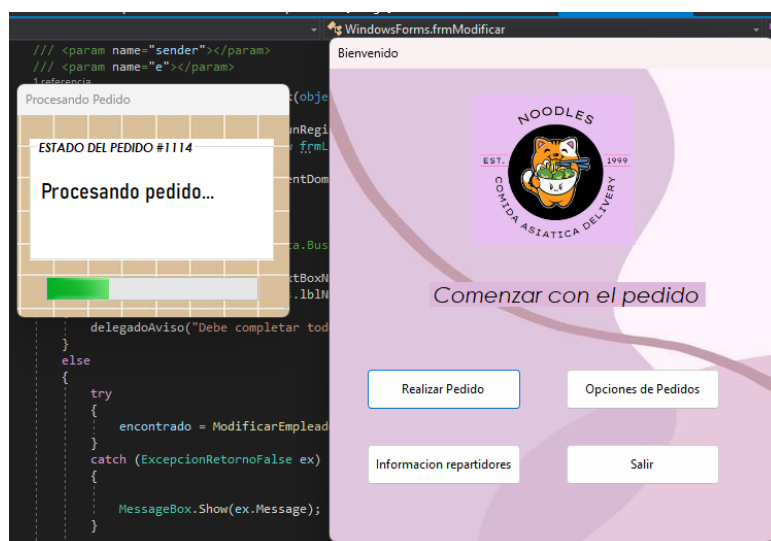 WindowsForms.frmModificar
/// <param name="sender"></param>
/// <param name="e"></param>
1 referencia
Procesando Pedido
ESTADO DEL PEDIDO #1114
Procesando pedido...
delegadoAviso("Debe completar tod
}
else
{
try
{
encontrado = ModificarEmplead
}
catch (ExcepcionRetornoFalse ex)
{
MessageBox.Show(ex.Message);
}
Bienvenido
NOODLES
EST. 1999
COMIDA ASIATICA DELIVERY
Comenzar con el pedido
Realizar Pedido
Opciones de Pedidos
Informacion repartidores
Salir